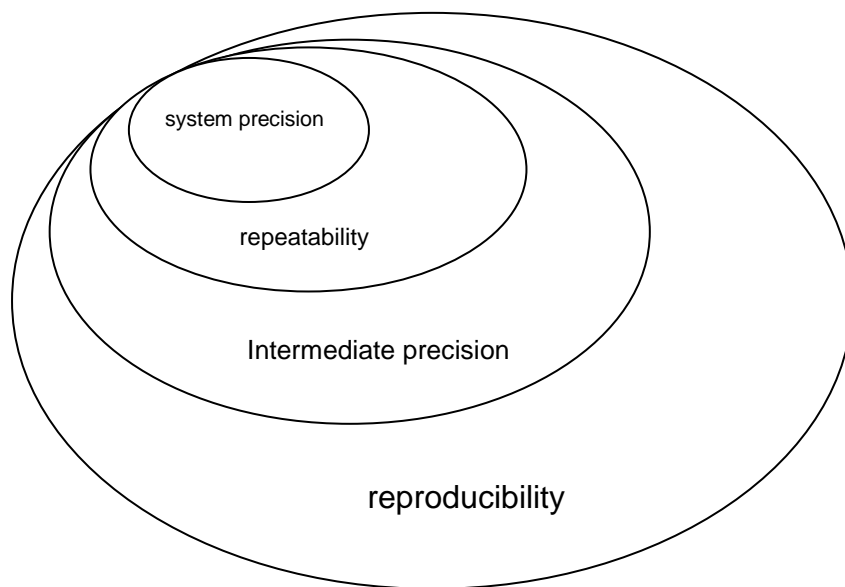 system precision
repeatability
Intermediate precision
reproducibility